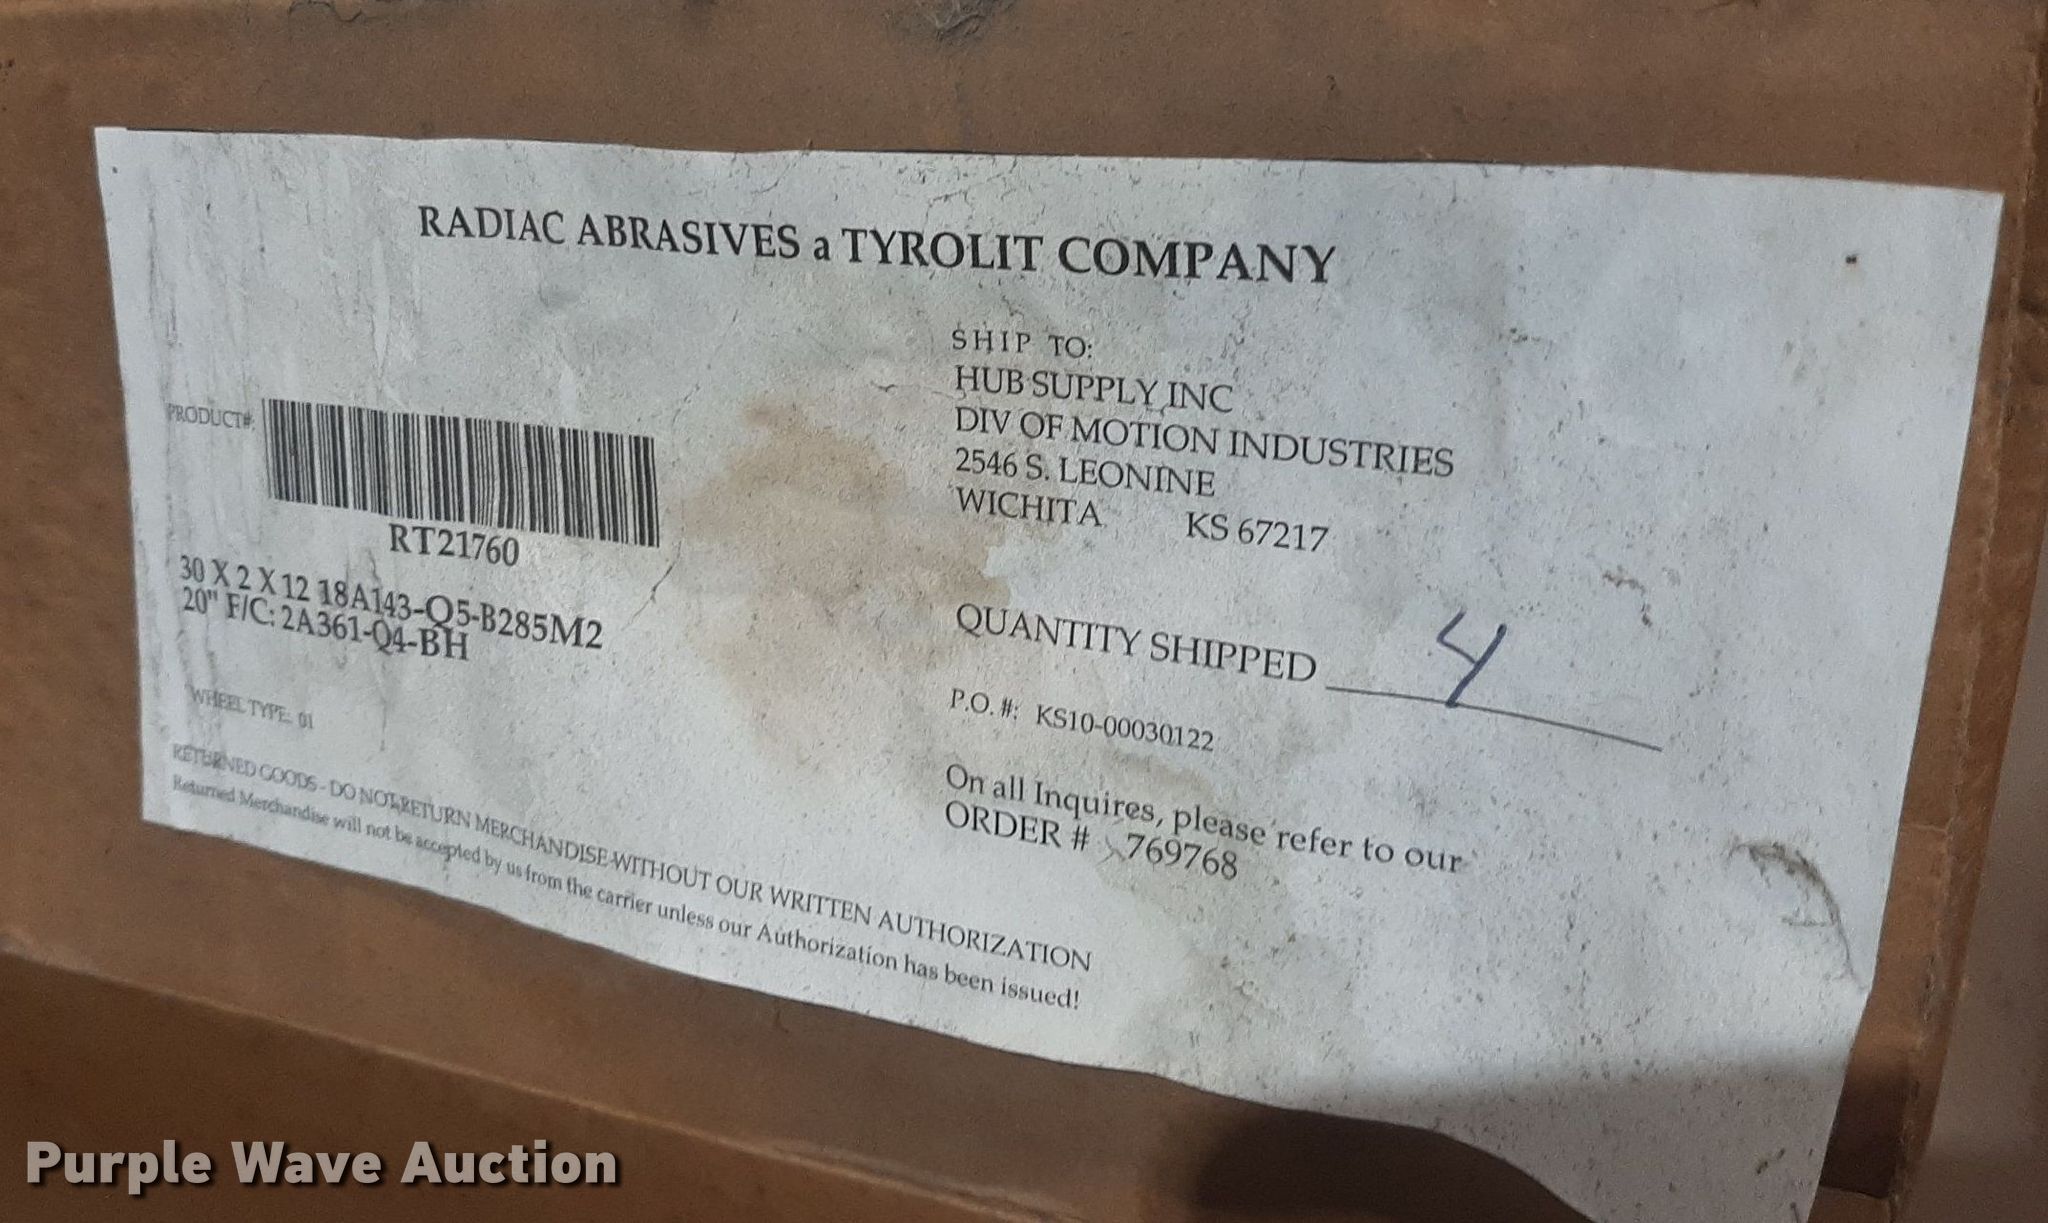 RADIAC ABRASIVES a TYROLIT COMPANY
SHIP TO:
HUB SUPPLY INC
DIV OF MOTION INDUSTRIES
2546 S. LEONINE
WICHITA KS 67217
PRODUCT#:
RT21760
30 X 2 X 12 18A143-Q5-B285M2
20" F/C: 2A361-Q4-BH
QUANTITY SHIPPED 4
WHEEL TYPE: 01
P.O. #: KS10-00030122
On all Inquires, please refer to our
ORDER # 769768
RETURNED GOODS - DO NOT RETURN MERCHANDISE WITHOUT OUR WRITTEN AUTHORIZATION
Returned Merchandise will not be accepted by us from the carrier unless our Authorization has been issued!
Purple Wave Auction